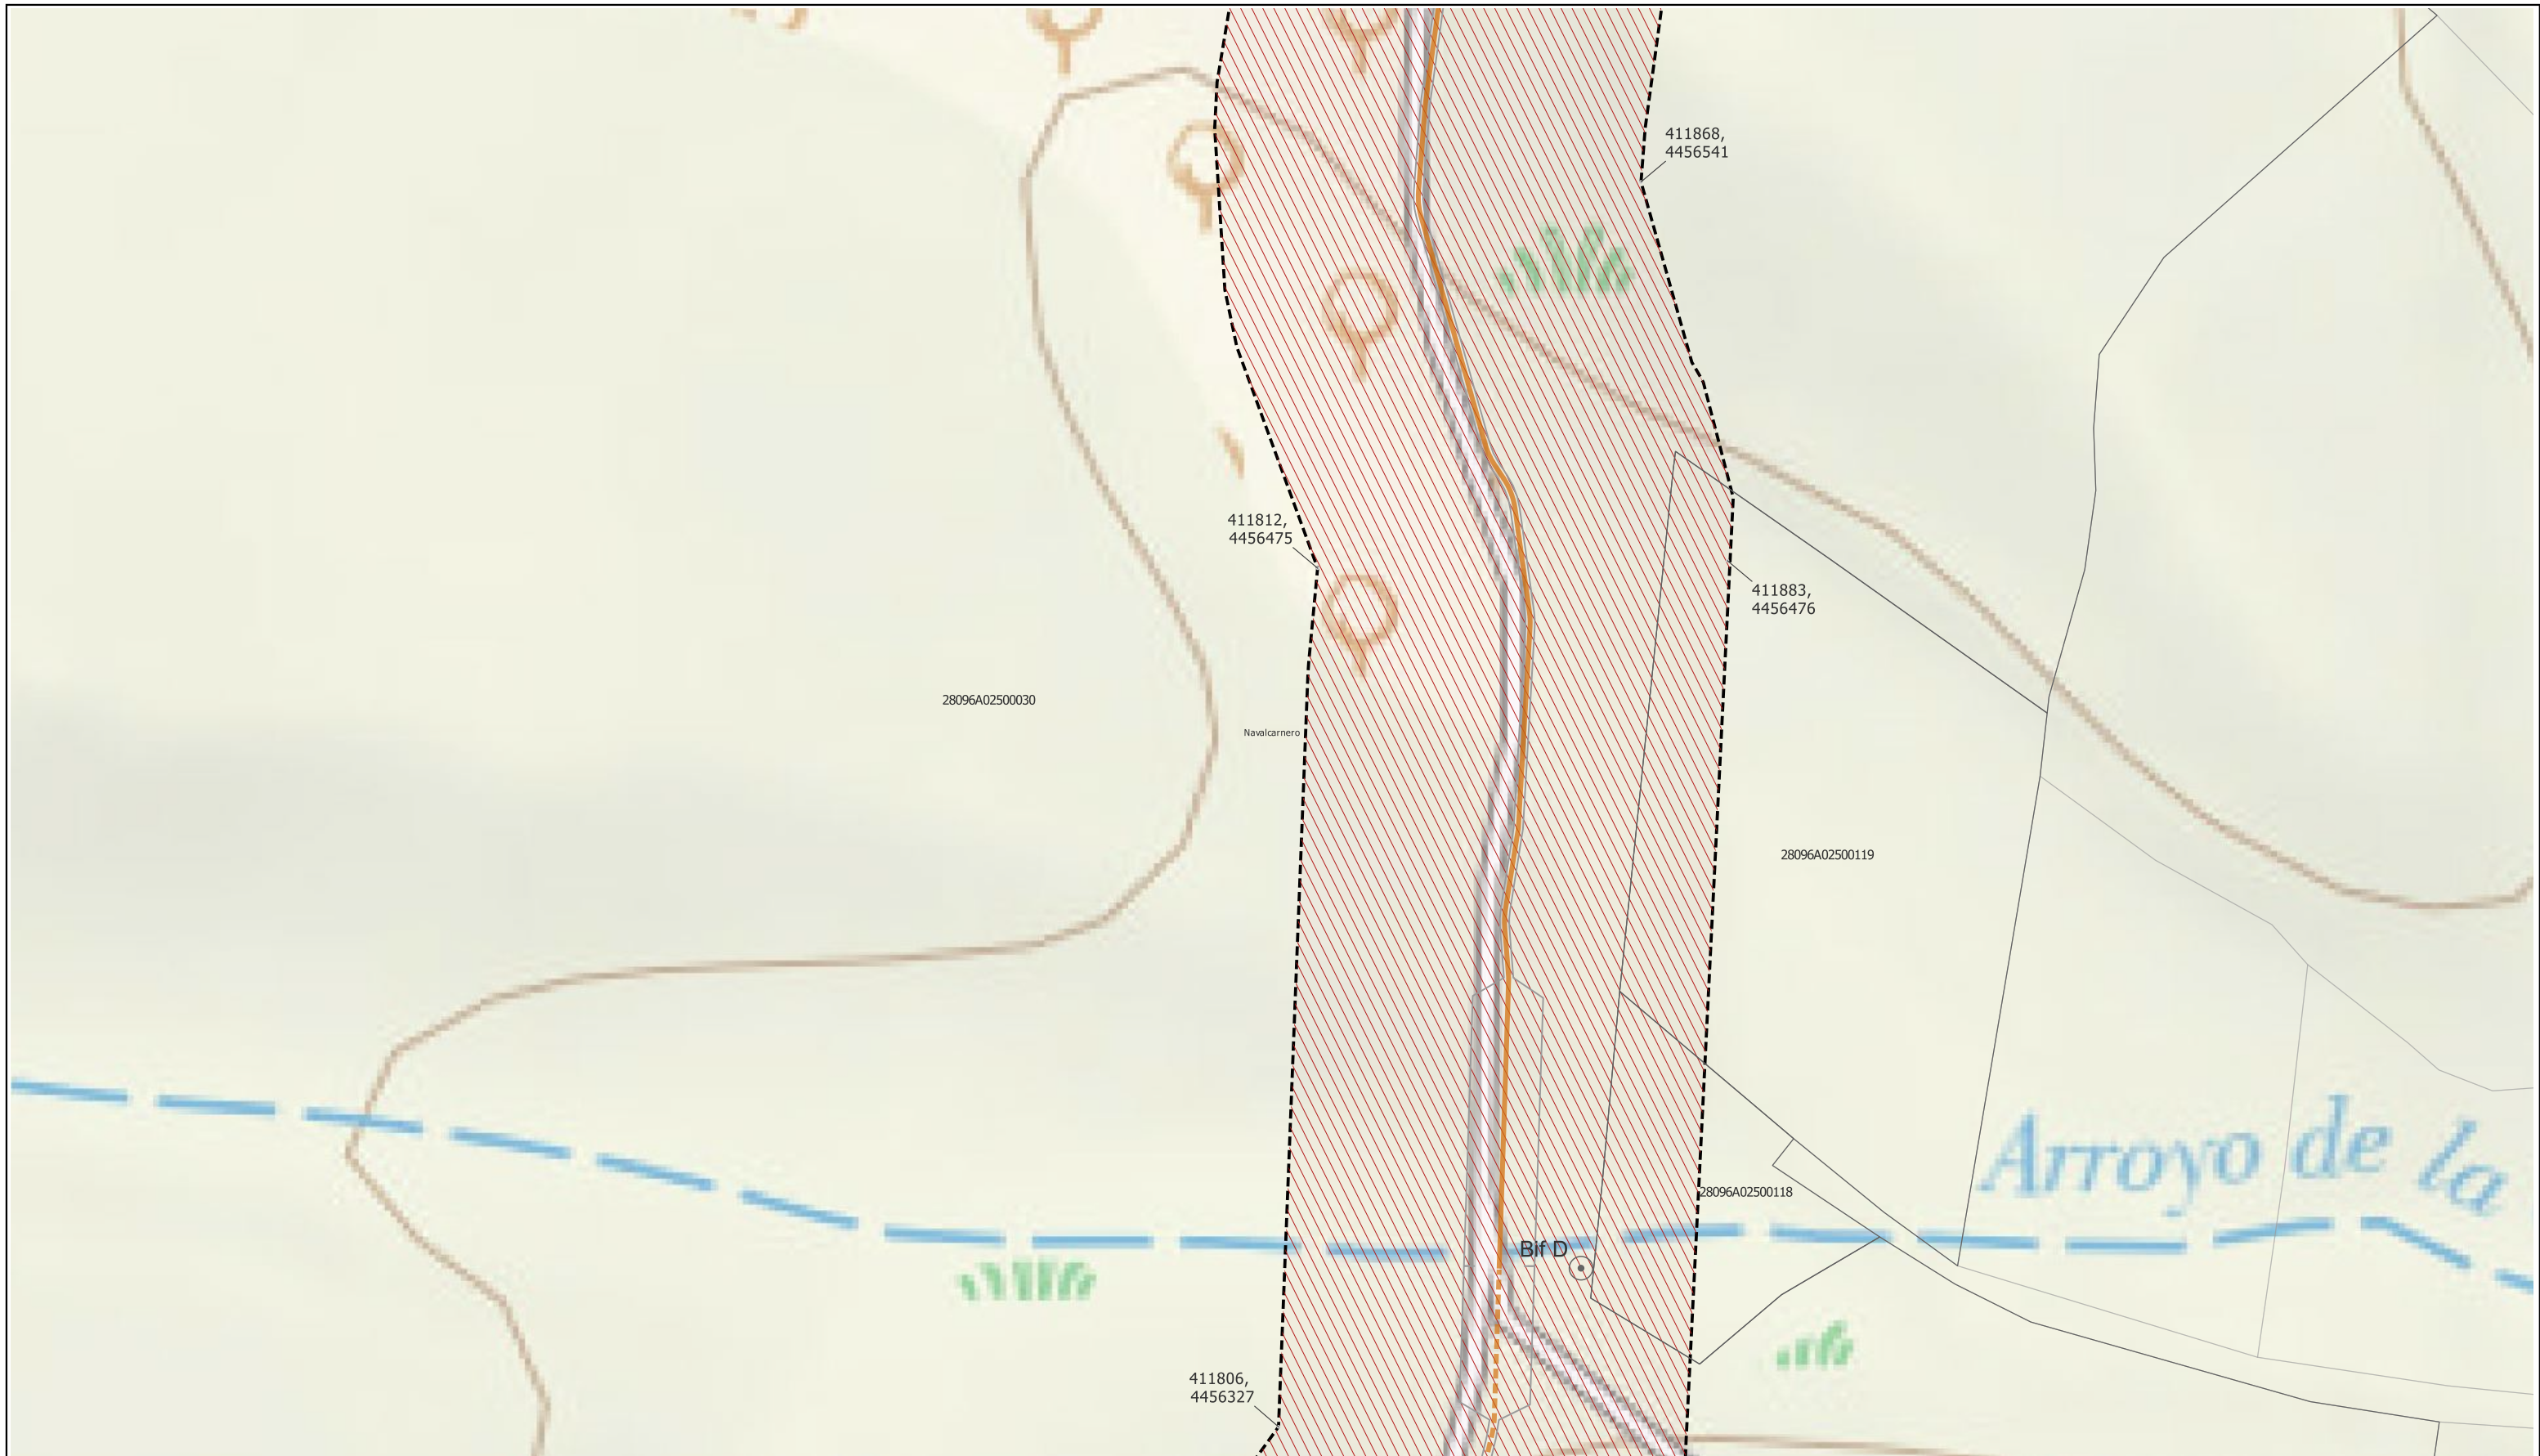 411868,
4456541
411812,
4456475
411883,
4456476
28096A02500030
Navalcarnero
28096A02500119
Arroyo de la
28096A02500118
Bif D
411806,
4456327